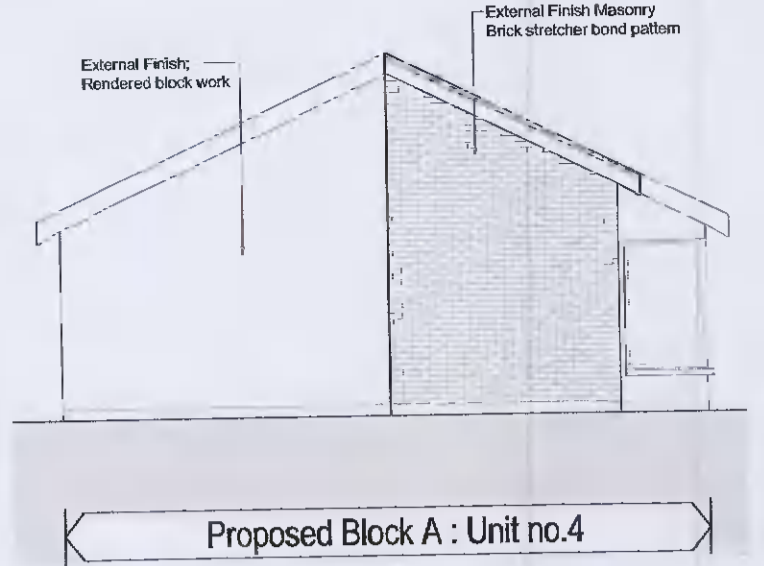 External Finish Masonry
Brick stretcher bond pattern
External Finish;
Rendered block work
Proposed Block A : Unit no.4